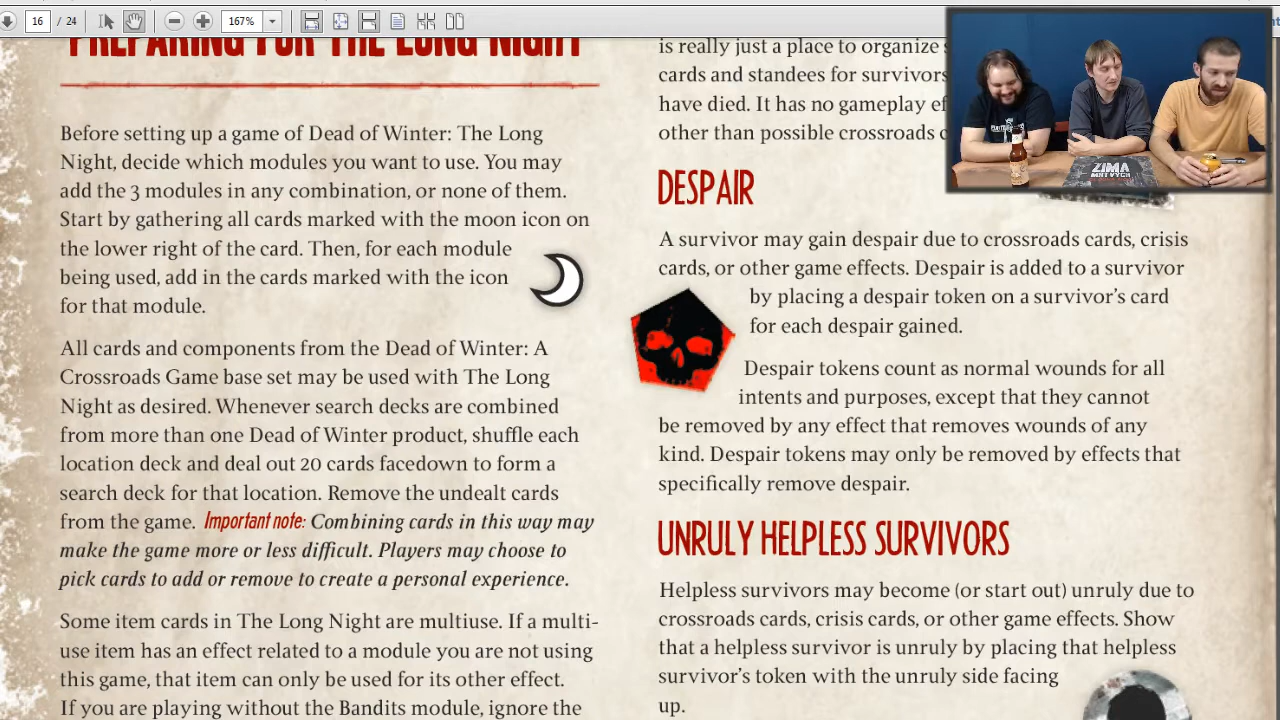 16 / 24
167%
PREPARING FOR THE LONG NIGHT
Before setting up a game of Dead of Winter: The Long
Night, decide which modules you want to use. You may
add the 3 modules in any combination, or none of them.
Start by gathering all cards marked with the moon icon on
the lower right of the card. Then, for each module
being used, add in the cards marked with the icon
for that module.
All cards and components from the Dead of Winter: A
Crossroads Game base set may be used with The Long
Night as desired. Whenever search decks are combined
from more than one Dead of Winter product, shuffle each
location deck and deal out 20 cards facedown to form a
search deck for that location. Remove the undealt cards
from the game. Important note: Combining cards in this way may
make the game more or less difficult. Players may choose to
pick cards to add or remove to create a personal experience.
Some item cards in The Long Night are multiuse. If a multi-
use item has an effect related to a module you are not using
this game, that item can only be used for its other effect.
If you are playing without the Bandits module, ignore the
is really just a place to organize
cards and standees for survivors
have died. It has no gameplay
other than possible crossroads
DESPAIR
A survivor may gain despair due to crossroads cards, crisis
cards, or other game effects. Despair is added to a survivor
by placing a despair token on a survivor's card
for each despair gained.
Despair tokens count as normal wounds for all
intents and purposes, except that they cannot
be removed by any effect that removes wounds of any
kind. Despair tokens may only be removed by effects that
specifically remove despair.
UNRULY HELPLESS SURVIVORS
Helpless survivors may become (or start out) unruly due to
crossroads cards, crisis cards, or other game effects. Show
that a helpless survivor is unruly by placing that helpless
survivor's token with the unruly side facing
up.
ZIMA
MRTVÝCH